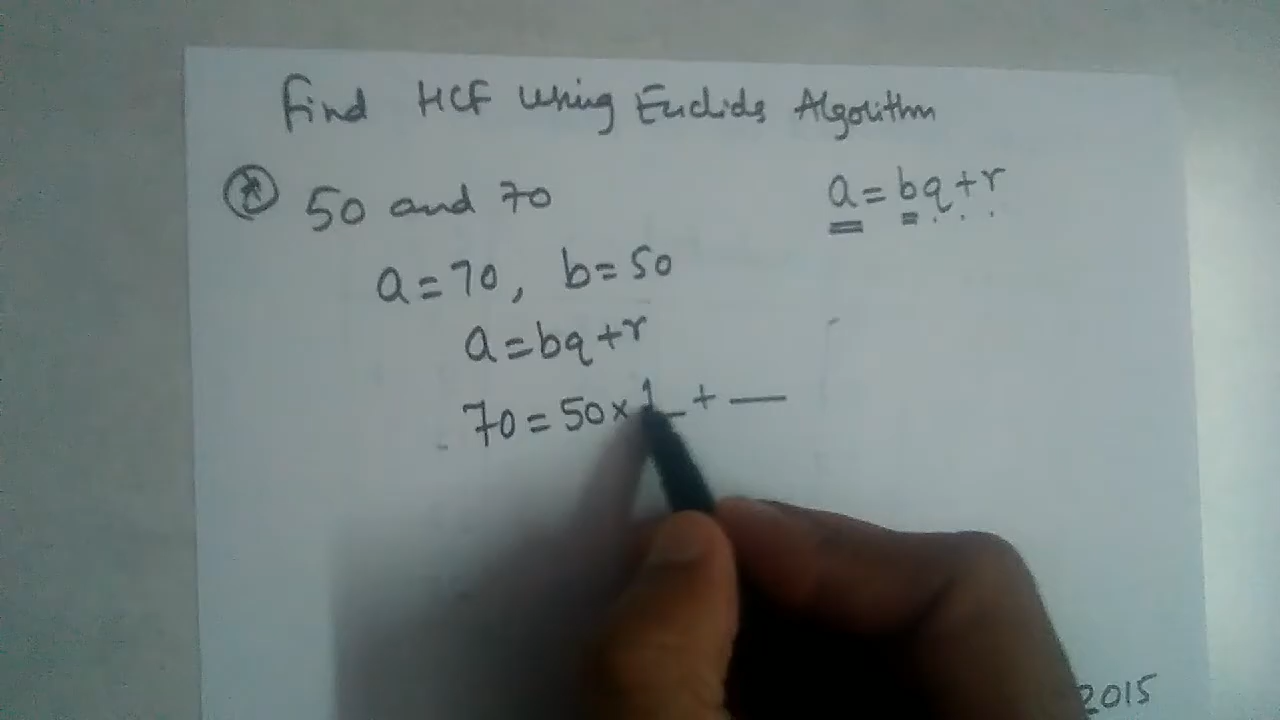 Find HCF Using Euclids Algorithm
* 50 and 70
a=bq+r
a=70, b=50
a=bq+r
70=50×1 + —
2015